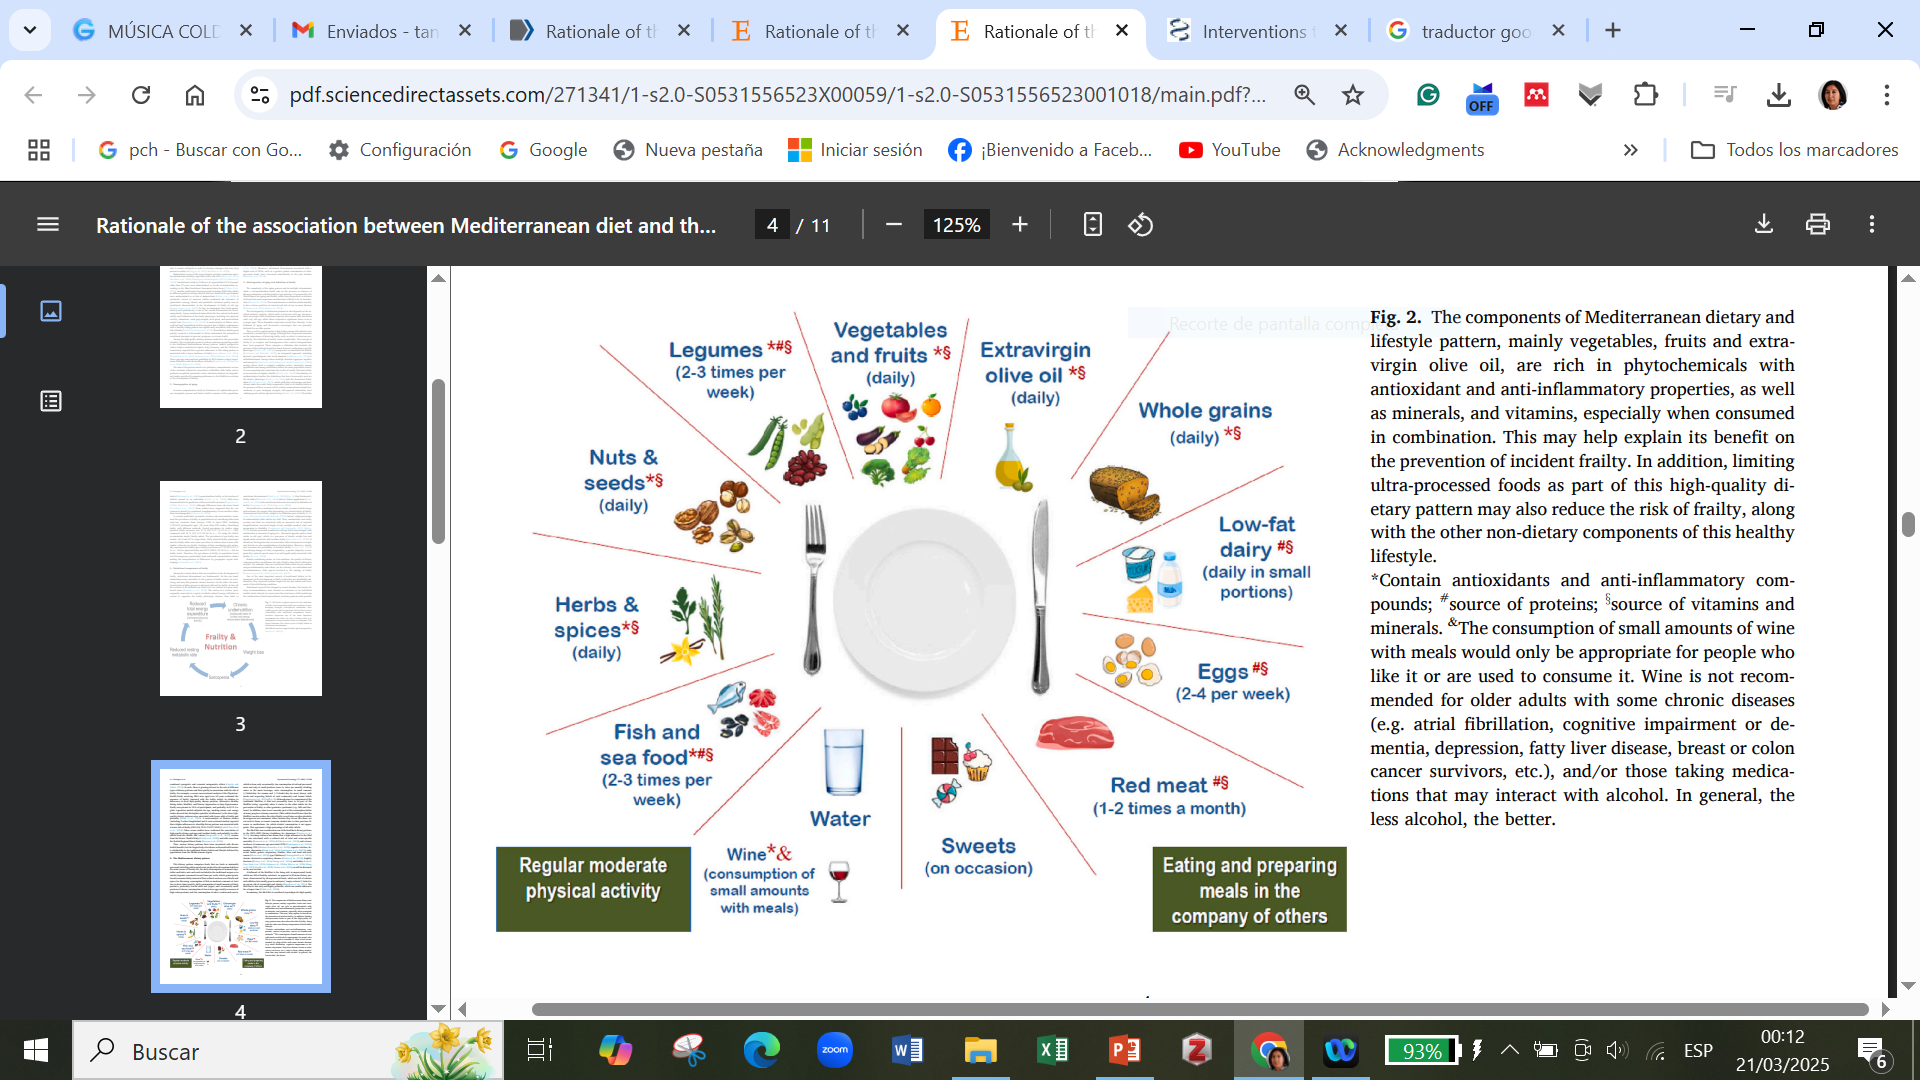 MÚSICA COLD
Enviados - tan
Rationale of th
Rationale of th
Rationale of th
Interventions t
traductor goo
pdf.sciencedirectassets.com/271341/1-s2.0-S0531556523X00059/1-s2.0-S0531556523001018/main.pdf?...
OFF
pch - Buscar con Go...
Configuración
Google
Nueva pestaña
Iniciar sesión
¡Bienvenido a Faceb...
YouTube
Acknowledgments
Todos los marcadores
Rationale of the association between Mediterranean diet and th...
4 / 11
125%
2
3
4
Frailty &
Nutrition
Recorte de pantalla comple
Legumes *#§
(2-3 times per
week)
Vegetables
and fruits *§
(daily)
Extravirgin
olive oil *§
(daily)
Whole grains
(daily) *§
Nuts &
seeds*§
(daily)
Low-fat
dairy #§
(daily in small
portions)
Herbs &
spices*§
(daily)
Eggs #§
(2-4 per week)
Fish and
sea food*#§
(2-3 times per
week)
Red meat #§
(1-2 times a month)
Water
Sweets
(on occasion)
Wine*&
(consumption of
small amounts
with meals)
Regular moderate
physical activity
Eating and preparing
meals in the
company of others
Fig. 2. The components of Mediterranean dietary and
lifestyle pattern, mainly vegetables, fruits and extra-
virgin olive oil, are rich in phytochemicals with
antioxidant and anti-inflammatory properties, as well
as minerals, and vitamins, especially when consumed
in combination. This may help explain its benefit on
the prevention of incident frailty. In addition, limiting
ultra-processed foods as part of this high-quality di-
etary pattern may also reduce the risk of frailty, along
with the other non-dietary components of this healthy
lifestyle.
*Contain antioxidants and anti-inflammatory com-
pounds; #source of proteins; §source of vitamins and
minerals. &The consumption of small amounts of wine
with meals would only be appropriate for people who
like it or are used to consume it. Wine is not recom-
mended for older adults with some chronic diseases
(e.g. atrial fibrillation, cognitive impairment or de-
mentia, depression, fatty liver disease, breast or colon
cancer survivors, etc.), and/or those taking medica-
tions that may interact with alcohol. In general, the
less alcohol, the better.
Buscar
zoom
93%
ESP
00:12
21/03/2025
6